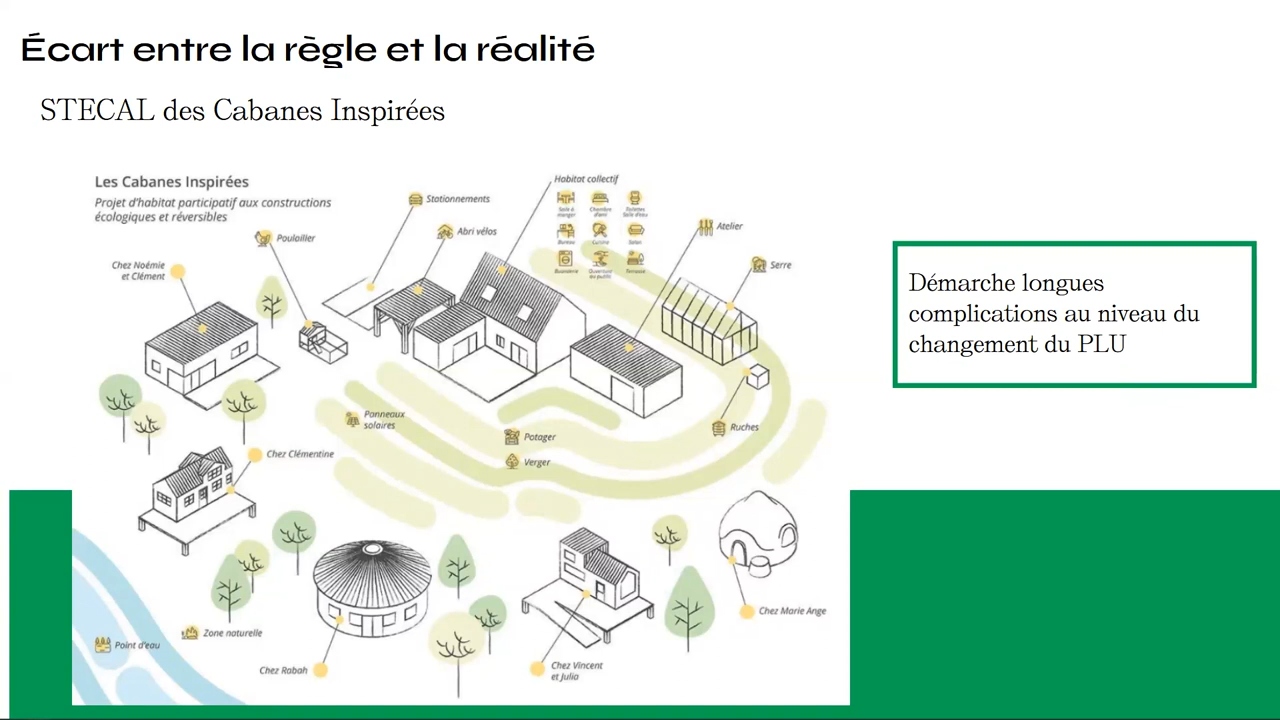 Écart entre la règle et la réalité
STECAL des Cabanes Inspirées
Les Cabanes Inspirées
Projet d'habitat participatif aux constructions
écologiques et réversibles
Habitat collectif
Stationnements
Abri vélos
Poulailler
Atelier
Serre
Salle à
manger
Chambre
d'ami
Toilettes
Salle d'eau
Bureau
Cuisine
Salon
Buanderie
Ouverture
au public
Terrasse
Chez Noémie
et Clément
Démarche longues
complications au niveau du
changement du PLU
Panneaux
solaires
Potager
Verger
Ruches
Chez Clémentine
Zone naturelle
Point d'eau
Chez Rabah
Chez Vincent
et Julia
Chez Marie Ange